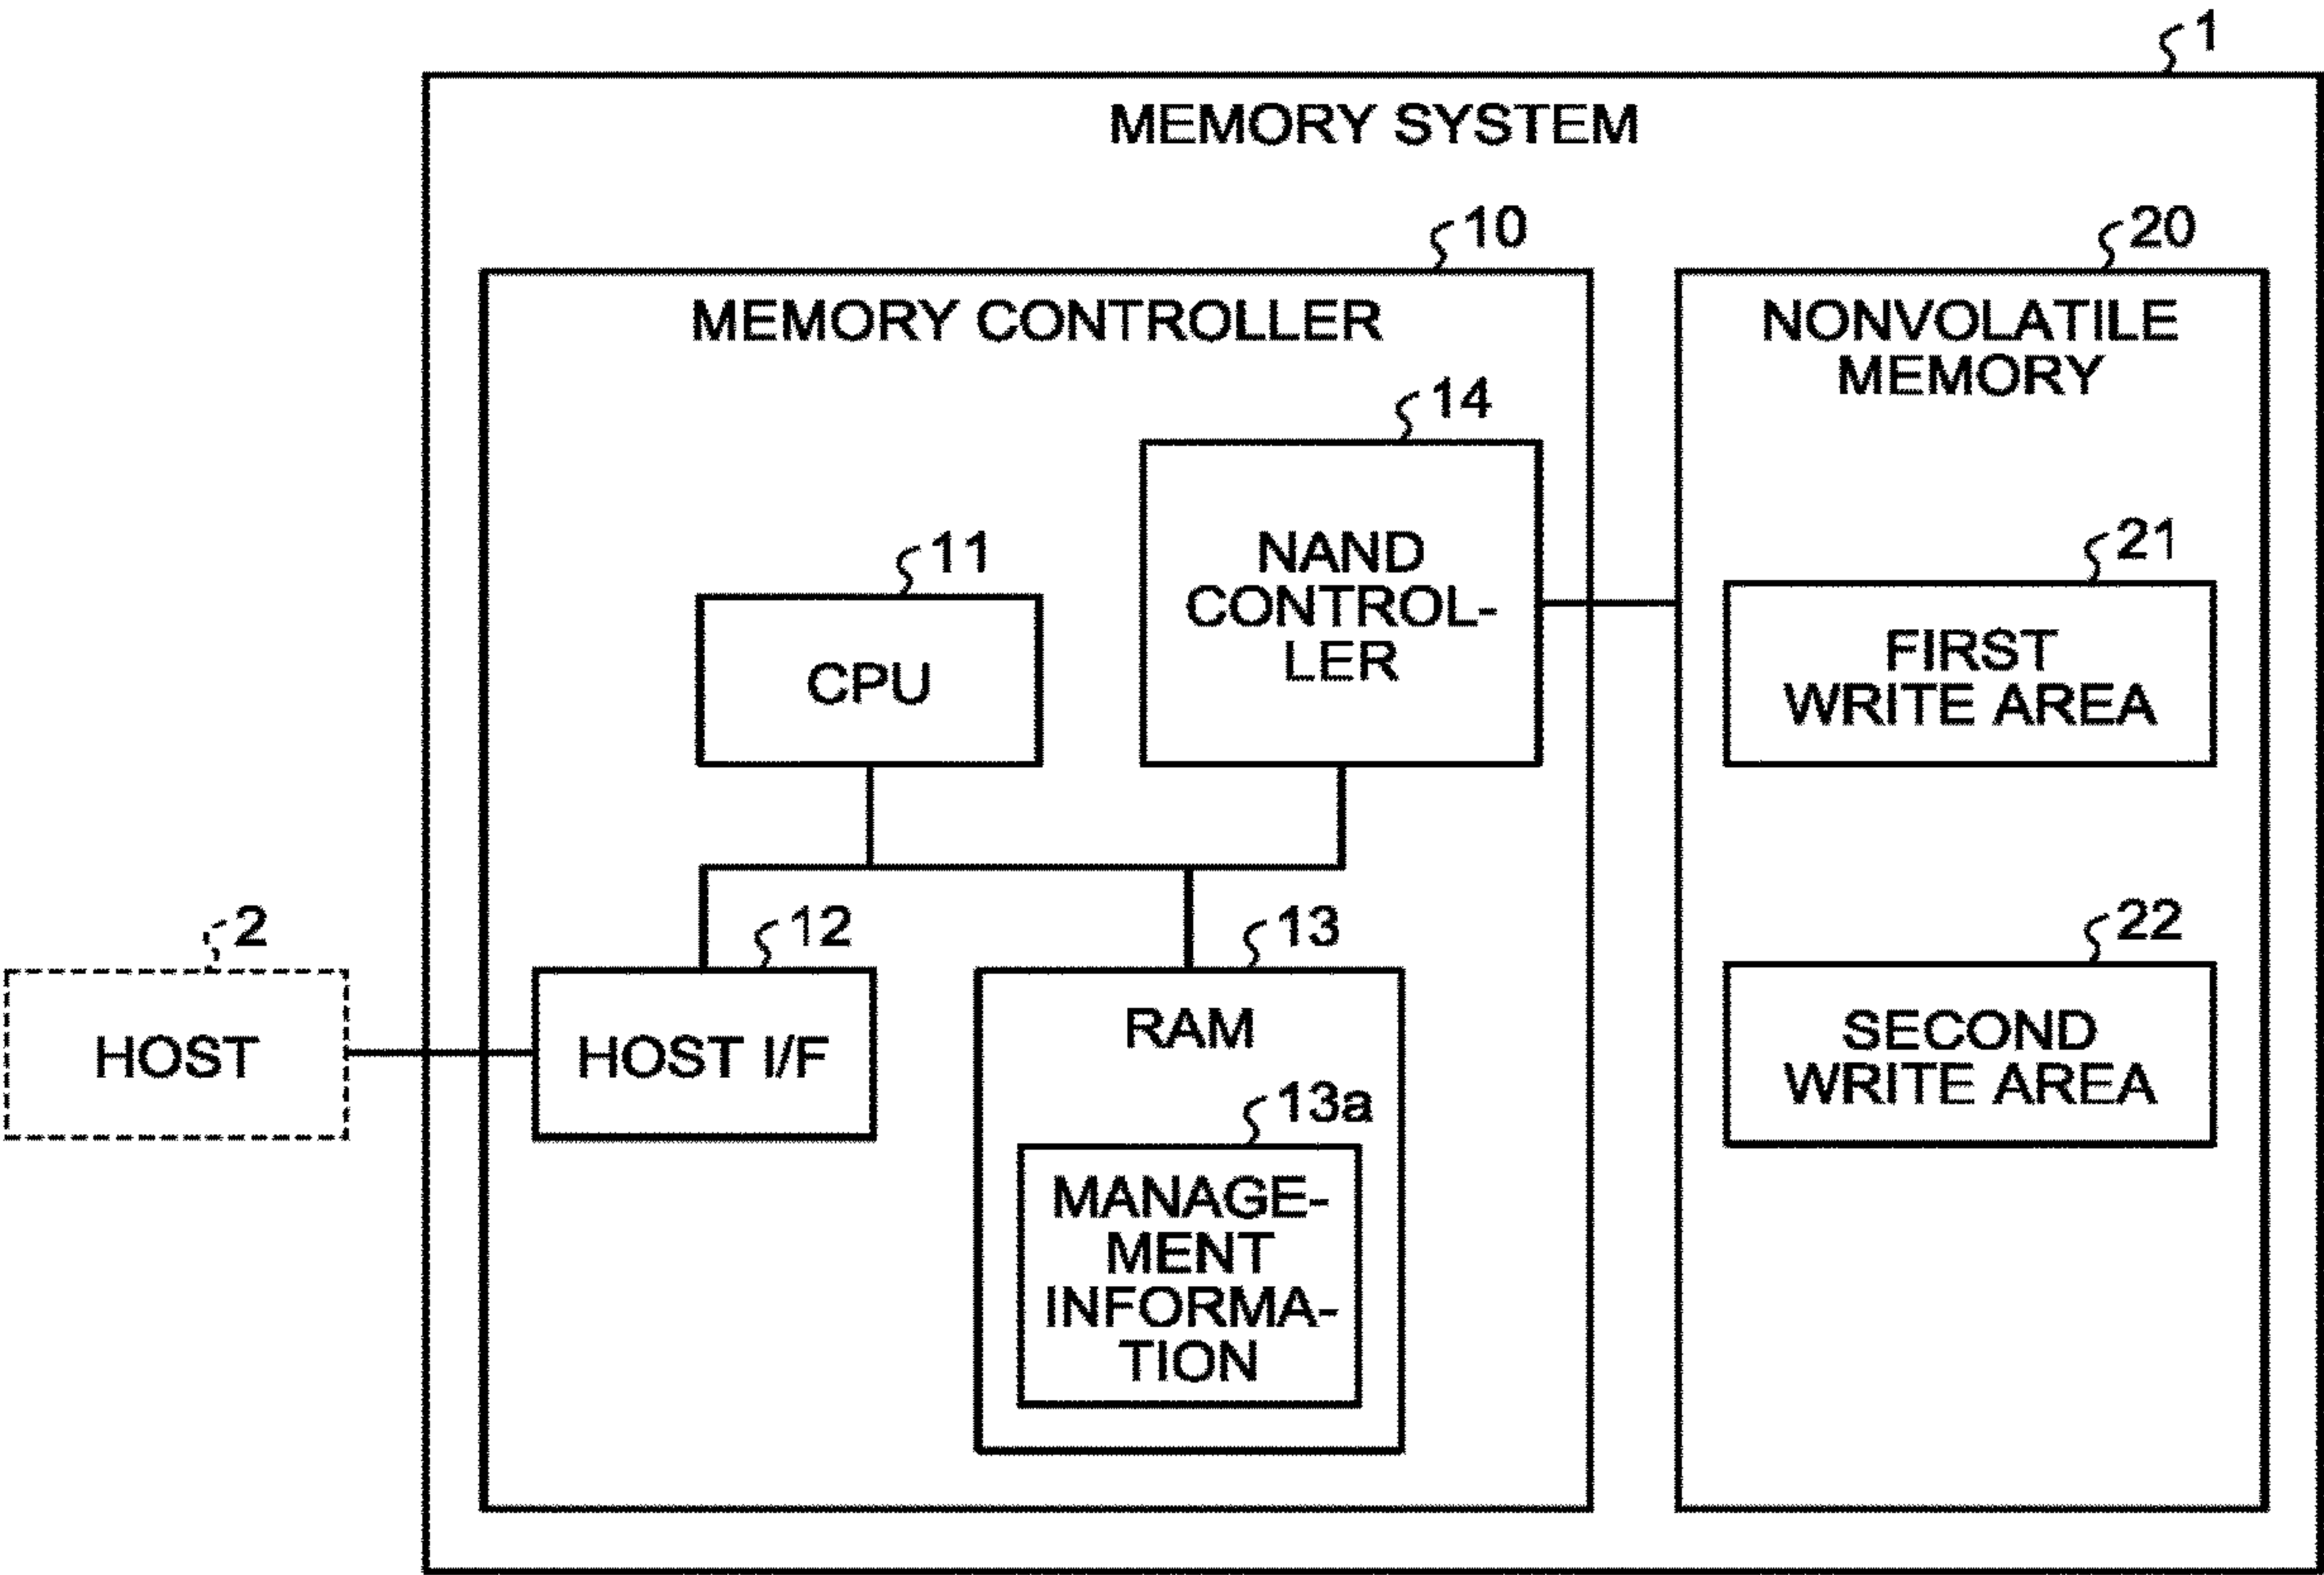 1
MEMORY SYSTEM
10
20
MEMORY CONTROLLER
NONVOLATILE
MEMORY
14
NAND
CONTROL-
LER
11
CPU
21
FIRST
WRITE AREA
2
HOST
12
HOST I/F
13
RAM
13a
MANAGE-
MENT
INFORMA-
TION
22
SECOND
WRITE AREA